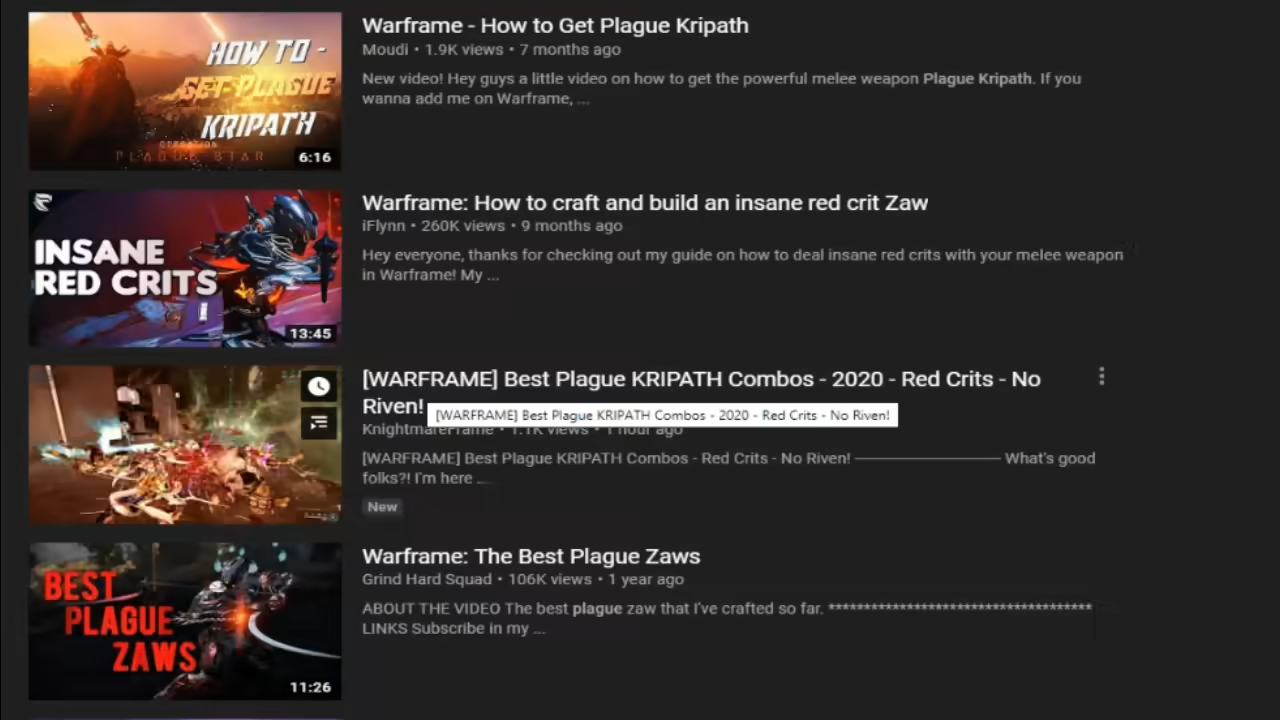 HOW TO -
GET PLAGUE
KRIPATH
OPERATION
PLAGUE STAR
6:16
Warframe - How to Get Plague Kripath
Moudi • 1.9K views • 7 months ago
New video! Hey guys a little video on how to get the powerful melee weapon Plague Kripath. If you
wanna add me on Warframe, ...
INSANE
RED CRITS
13:45
Warframe: How to craft and build an insane red crit Zaw
iFlynn • 260K views • 9 months ago
Hey everyone, thanks for checking out my guide on how to deal insane red crits with your melee weapon
in Warframe! My ...
[WARFRAME] Best Plague KRIPATH Combos - 2020 - Red Crits - No
Riven!
[WARFRAME] Best Plague KRIPATH Combos - 2020 - Red Crits - No Riven!
KnightmareFrame • 1.1K views • 1 hour ago
[WARFRAME] Best Plague KRIPATH Combos - Red Crits - No Riven! ―――――――――― What's good
folks?! I'm here ...
New
BEST
PLAGUE
ZAWS
11:26
Warframe: The Best Plague Zaws
Grind Hard Squad • 106K views • 1 year ago
ABOUT THE VIDEO The best plague zaw that I've crafted so far. *************************************
LINKS Subscribe in my ...